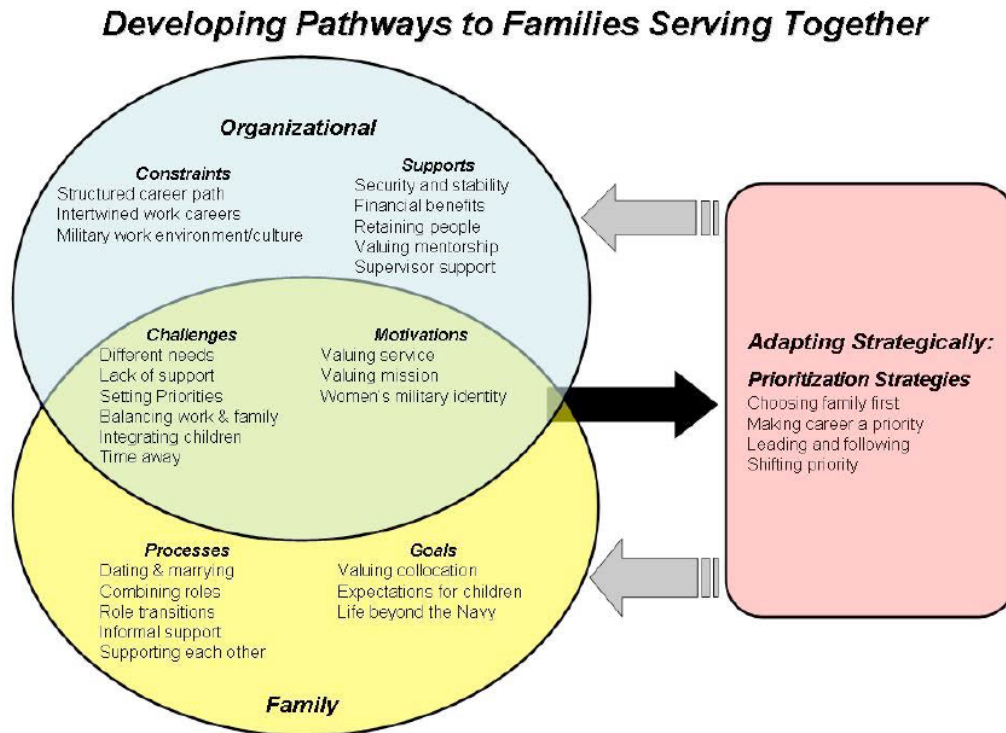 Developing Pathways to Families Serving Together
Organizational
Constraints
Structured career path
Intertwined work careers
Military work environment/culture
Supports
Security and stability
Financial benefits
Retaining people
Valuing mentorship
Supervisor support
Challenges
Different needs
Lack of support
Setting Priorities
Balancing work & family
Integrating children
Time away
Motivations
Valuing service
Valuing mission
Women's military identity
Processes
Dating & marrying
Combining roles
Role transitions
Informal support
Supporting each other
Goals
Valuing collocation
Expectations for children
Life beyond the Navy
Family
Adapting Strategically:
Prioritization Strategies
Choosing family first
Making career a priority
Leading and following
Shifting priority